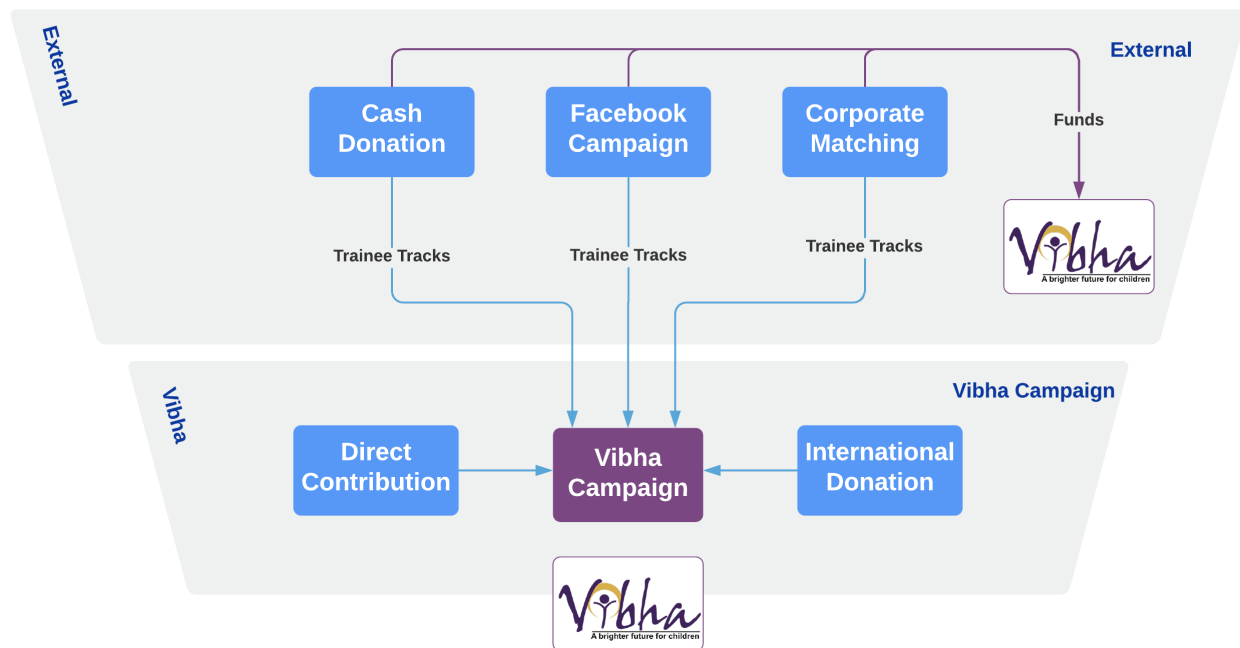 External
External
Cash
Donation
Facebook
Campaign
Corporate
Matching
Funds
Trainee Tracks
Trainee Tracks
Trainee Tracks
Vibha
A brighter future for children
Vibha
Vibha Campaign
Direct
Contribution
Vibha
Campaign
International
Donation
Vibha
A brighter future for children